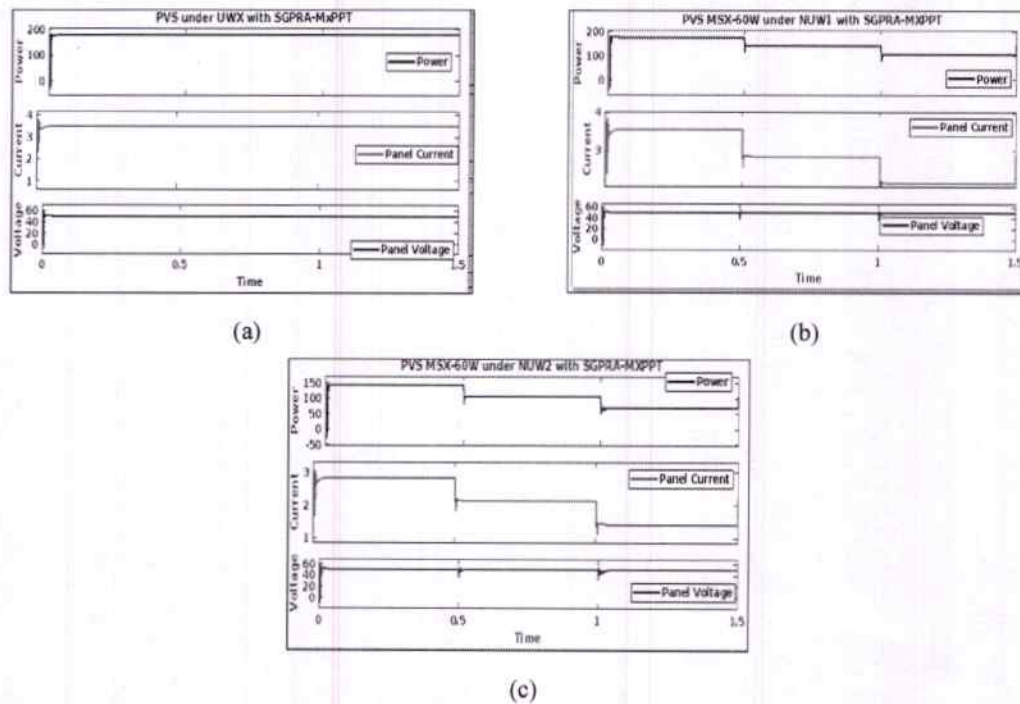 PVS under UWX with SGPRA-MxPPT
200
100
0
Power
Power
4
3
2
1
Current
Panel Current
60
40
20
0
Voltage
Panel Voltage
0 0.5 1 1.5
Time
(a)
PVS MSX-60W under NUW1 with SGPRA-MXPPT
200
100
0
Power
Power
4
3
Current
Panel Current
60
40
20
0
Voltage
Panel Voltage
0 0.5 1 1.5
Time
(b)
PVS MSX-60W under NUW2 with SGPRA-MXPPT
150
100
50
0
-50
Power
Power
3
2
1
Current
Panel Current
60
40
20
0
Voltage
Panel Voltage
0 0.5 1 1.5
Time
(c)